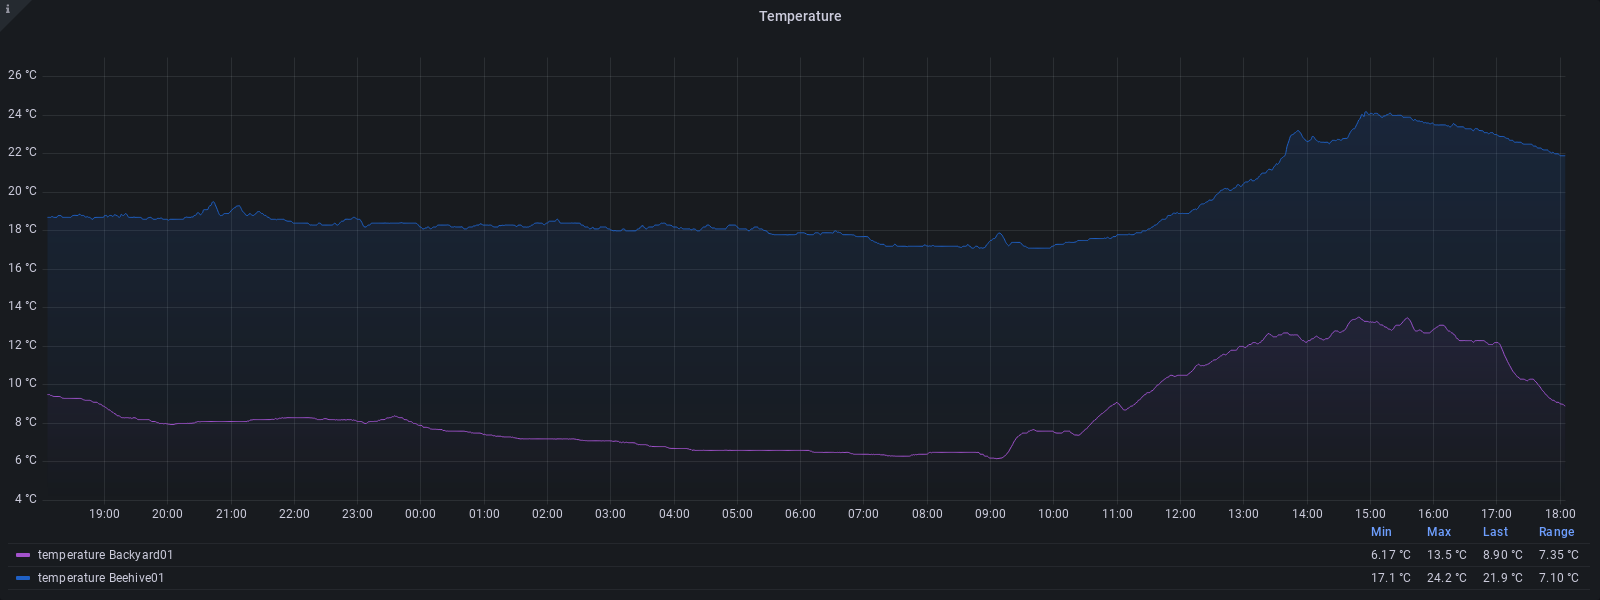 i
Temperature
26 °C
24 °C
22 °C
20 °C
18 °C
16 °C
14 °C
12 °C
10 °C
8 °C
6 °C
4 °C
19:00 20:00 21:00 22:00 23:00 00:00 01:00 02:00 03:00 04:00 05:00 06:00 07:00 08:00 09:00 10:00 11:00 12:00 13:00 14:00 15:00 16:00 17:00 18:00
Min Max Last Range
temperature Backyard01 6.17 °C 13.5 °C 8.90 °C 7.35 °C
temperature Beehive01 17.1 °C 24.2 °C 21.9 °C 7.10 °C